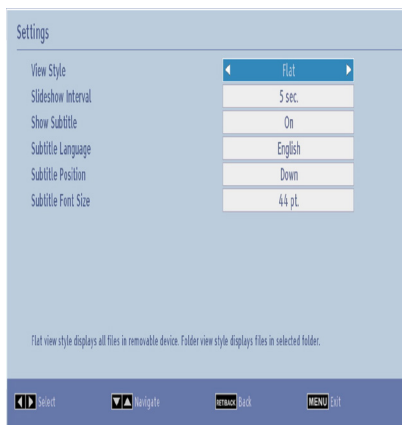 Settings
View Style Flat
Slideshow Interval 5 sec.
Show Subtitle On
Subtitle Language English
Subtitle Position Down
Subtitle Font Size 44 pt.
Flat view style displays all files in removable device. Folder view style displays files in selected folder.
Select Navigate RET/BACK Back MENU Exit